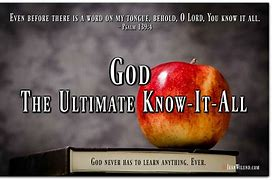 Even before there is a word on my tongue, behold, O Lord, You know it all.
– Psalm 139:4
God
The Ultimate Know-It-All
God never has to learn anything. Ever.